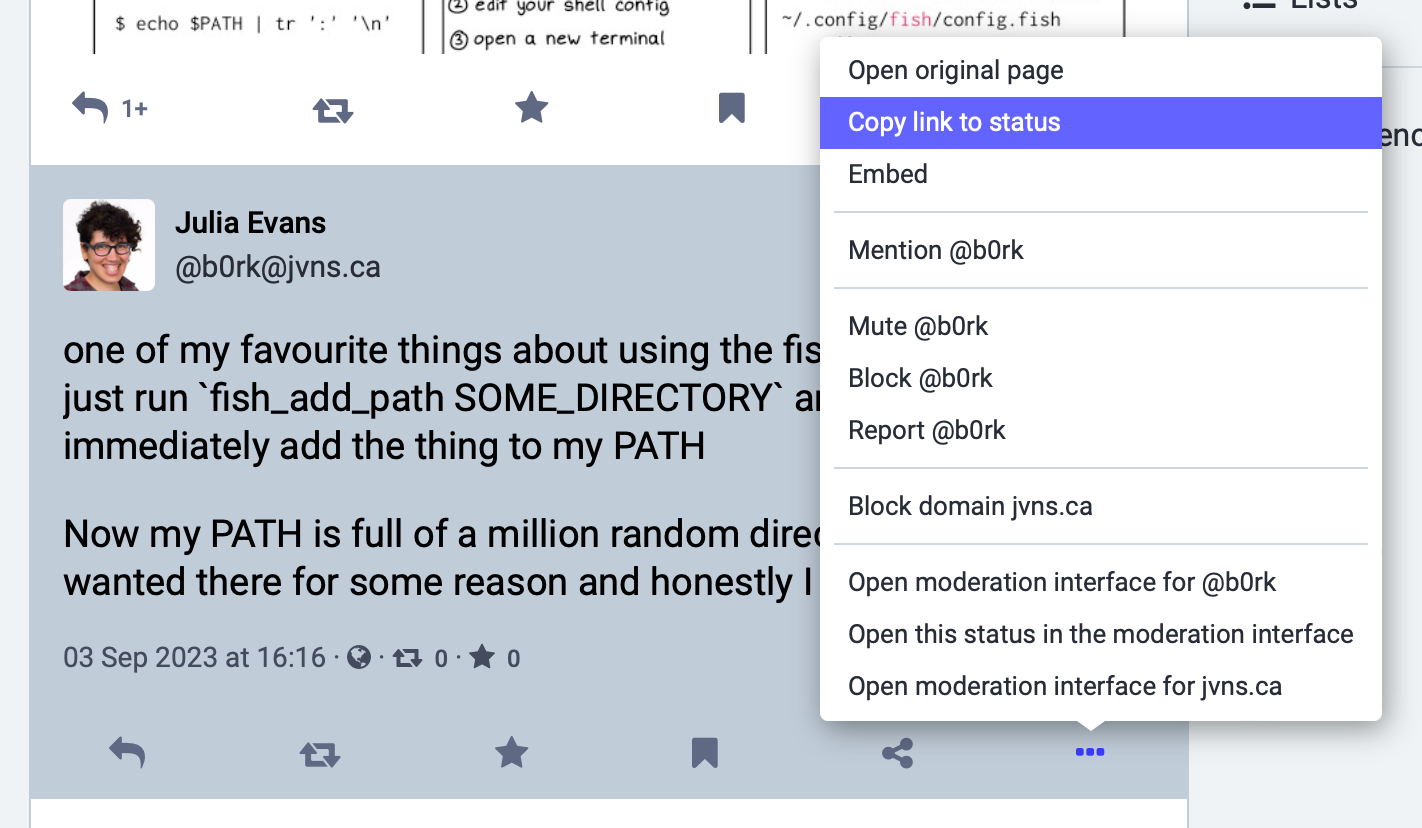 ② edit your shell config
$ echo $PATH | tr ':' '\n'
③ open a new terminal
~/.config/fish/config.fish
Lists
1+
Open original page
Copy link to status
Embed
Mention @b0rk
Mute @b0rk
Block @b0rk
Report @b0rk
Block domain jvns.ca
Open moderation interface for @b0rk
Open this status in the moderation interface
Open moderation interface for jvns.ca
Julia Evans
@b0rk@jvns.ca
one of my favourite things about using the
just run `fish_add_path SOME_DIRECTORY`
immediately add the thing to my PATH
Now my PATH is full of a million random
wanted there for some reason and honestly I
03 Sep 2023 at 16:16 · · 0 · 0